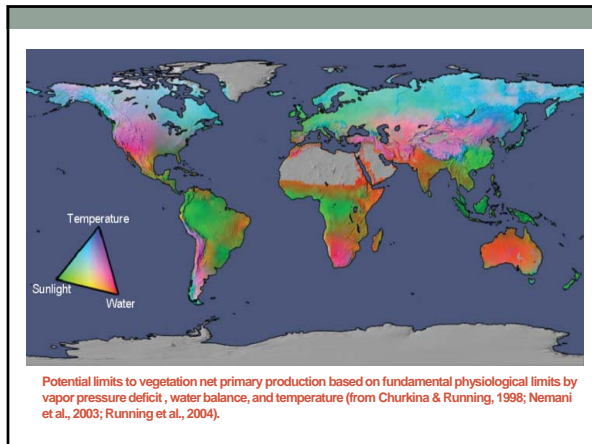 Temperature
Sunlight
Water
Potential limits to vegetation net primary production based on fundamental physiological limits by
vapor pressure deficit , water balance, and temperature (from Churkina & Running, 1998; Nemani
et al., 2003; Running et al., 2004).